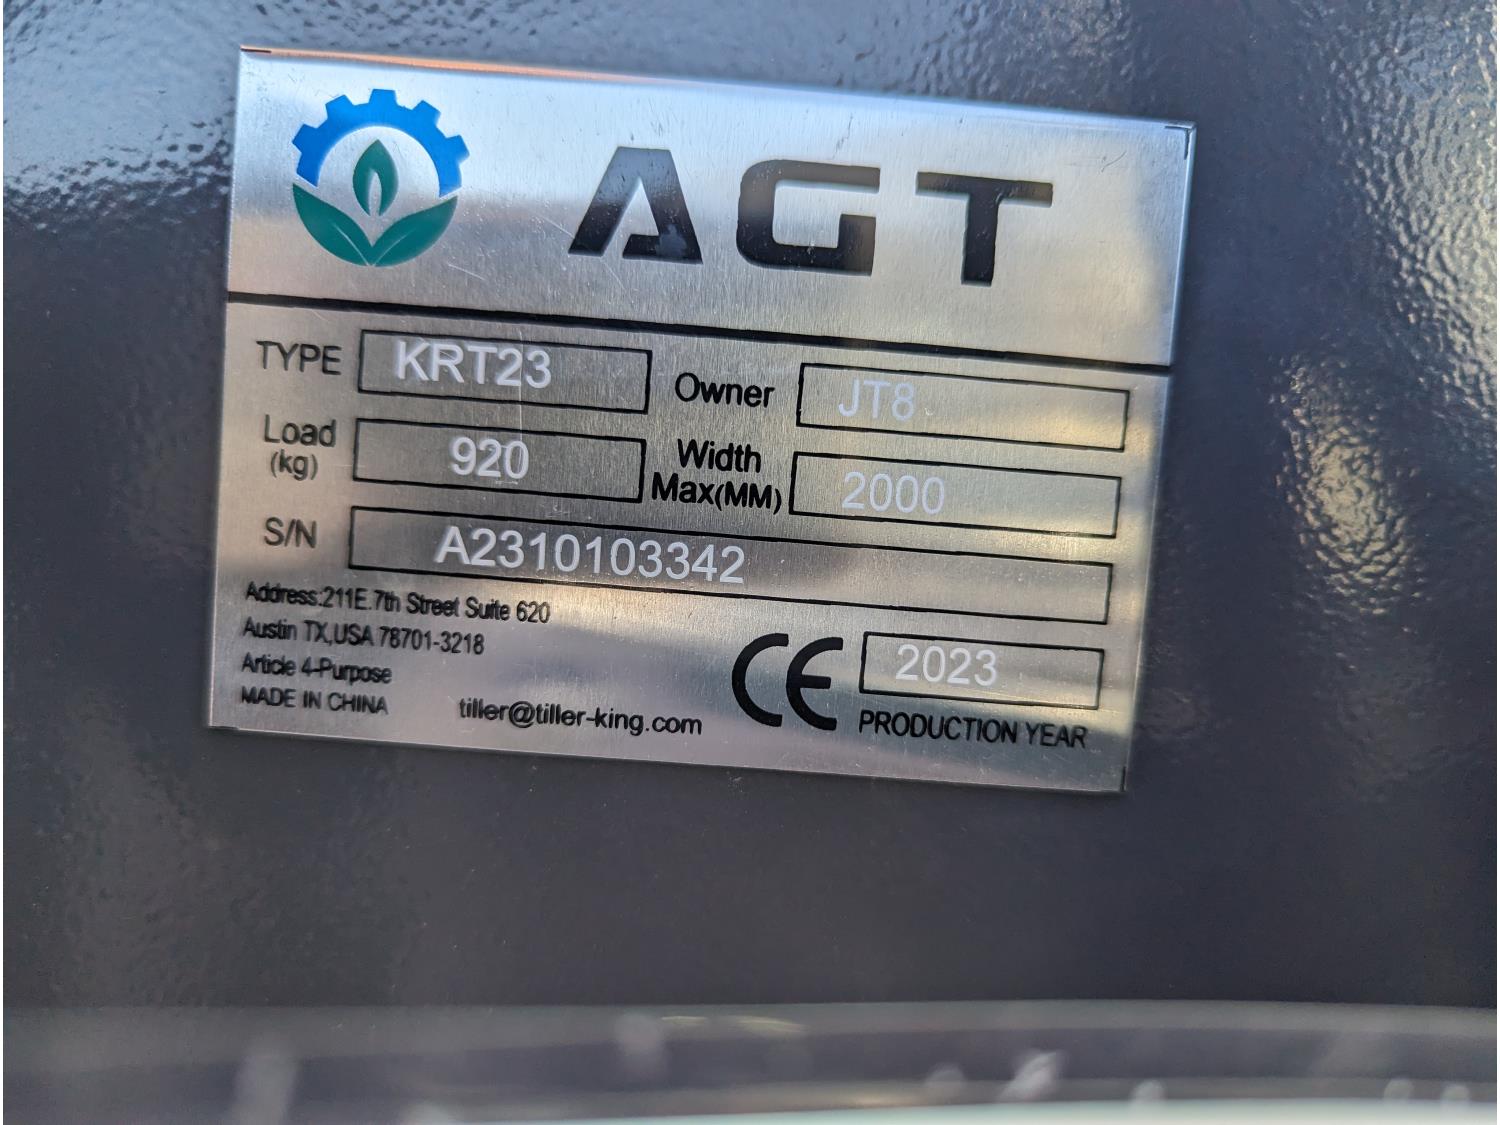 AGT
TYPE KRT23 Owner JT8
Load (kg) 920 Width Max(MM) 2000
S/N A2310103342
Address:211E.7th Street Suite 620
Austin TX,USA 78701-3218
Article 4-Purpose
MADE IN CHINA
tiller@tiller-king.com
CE 2023
PRODUCTION YEAR